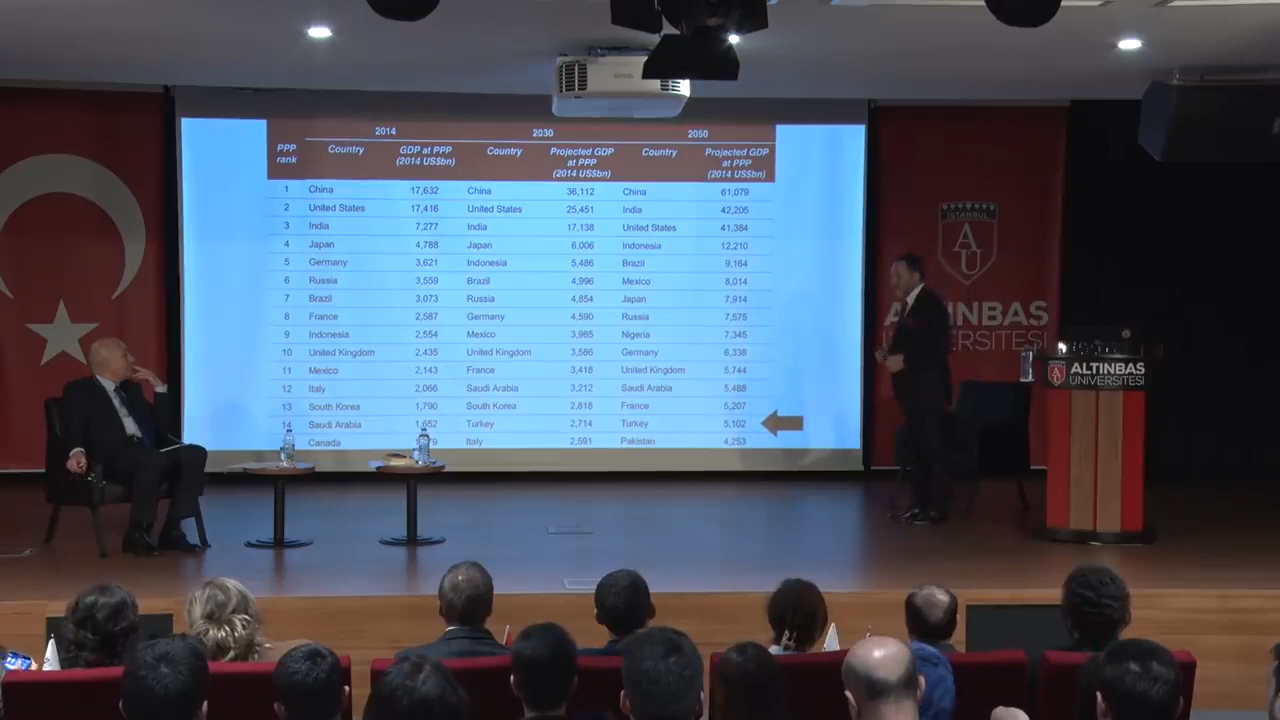 EPSON
2014 2030 2050
PPP rank Country GDP at PPP (2014 US$bn) Country Projected GDP at PPP (2014 US$bn) Country Projected GDP at PPP (2014 US$bn)
1 China 17,632 China 36,112 China 61,079
2 United States 17,416 United States 25,451 India 42,205
3 India 7,277 India 17,138 United States 41,384
4 Japan 4,788 Japan 6,006 Indonesia 12,210
5 Germany 3,621 Indonesia 5,486 Brazil 9,164
6 Russia 3,559 Brazil 4,996 Mexico 8,014
7 Brazil 3,073 Russia 4,854 Japan 7,914
8 France 2,587 Germany 4,590 Russia 7,575
9 Indonesia 2,554 Mexico 3,985 Nigeria 7,345
10 United Kingdom 2,435 United Kingdom 3,586 Germany 6,338
11 Mexico 2,143 France 3,418 United Kingdom 5,744
12 Italy 2,066 Saudi Arabia 3,212 Saudi Arabia 5,488
13 South Korea 1,790 South Korea 2,818 France 5,207
14 Saudi Arabia 1,652 Turkey 2,714 Turkey 5,102
Canada Italy 2,591 Pakistan 4,253
İSTANBUL
AU
ALTINBAS
ÜNİVERSİTESİ